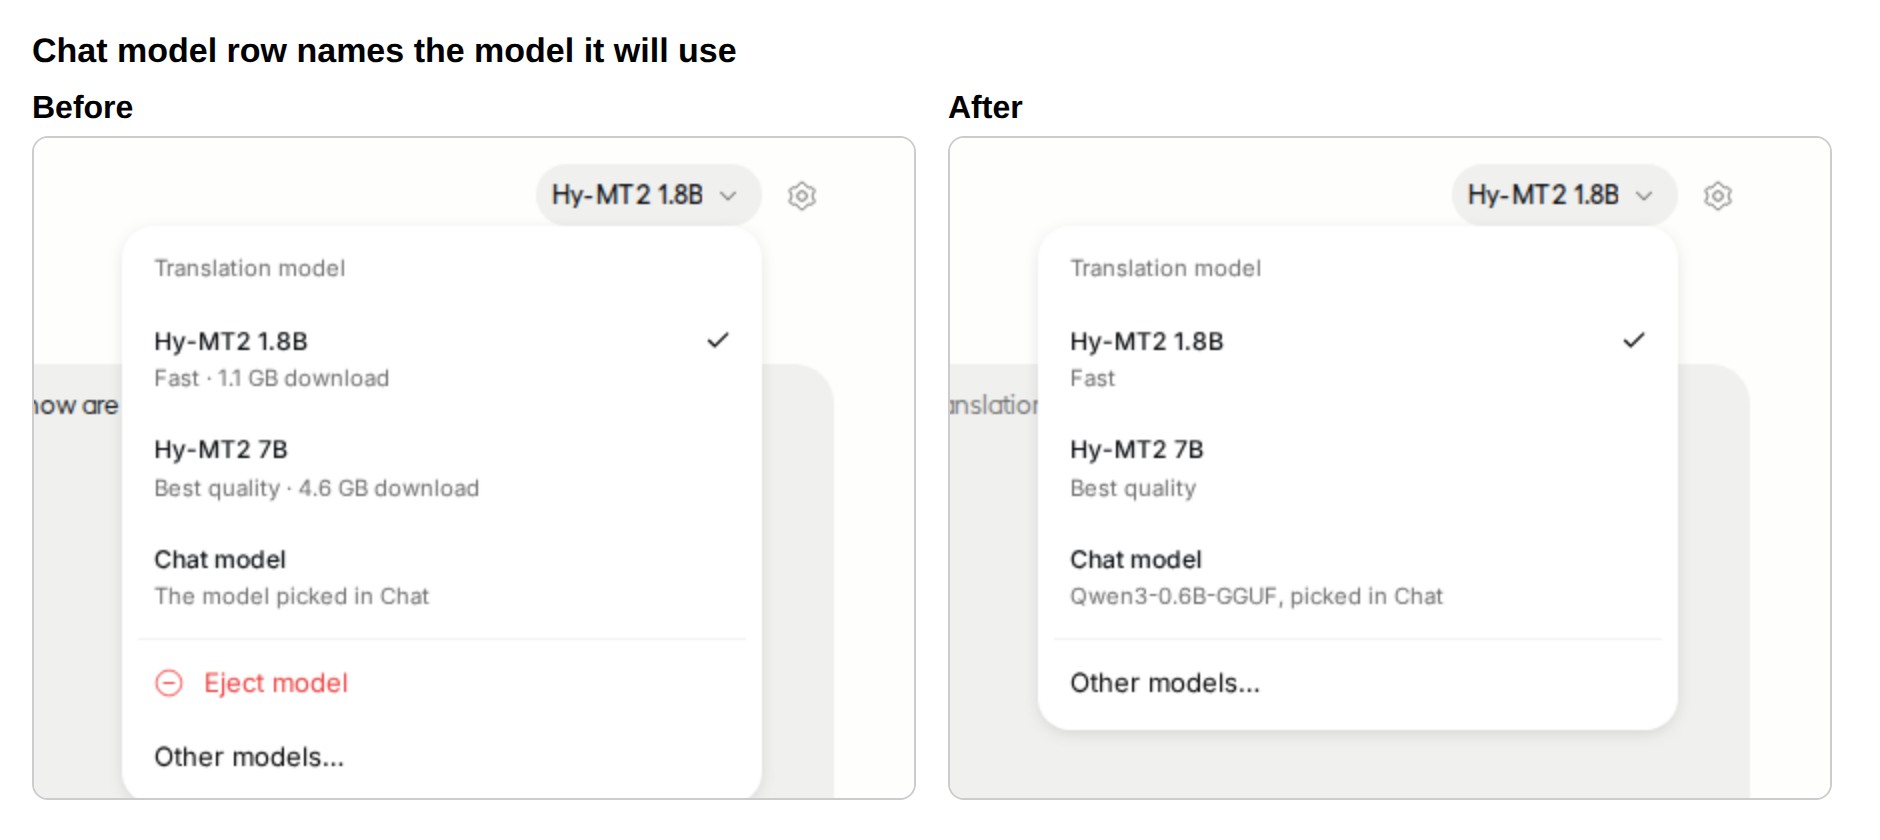 Chat model row names the model it will use
Before
Hy-MT2 1.8B
Translation model
Hy-MT2 1.8B
Fast · 1.1 GB download
now are
Hy-MT2 7B
Best quality · 4.6 GB download
Chat model
The model picked in Chat
Eject model
Other models...
After
Hy-MT2 1.8B
Translation model
Hy-MT2 1.8B
Fast
Hy-MT2 7B
Best quality
Chat model
Qwen3-0.6B-GGUF, picked in Chat
Other models...